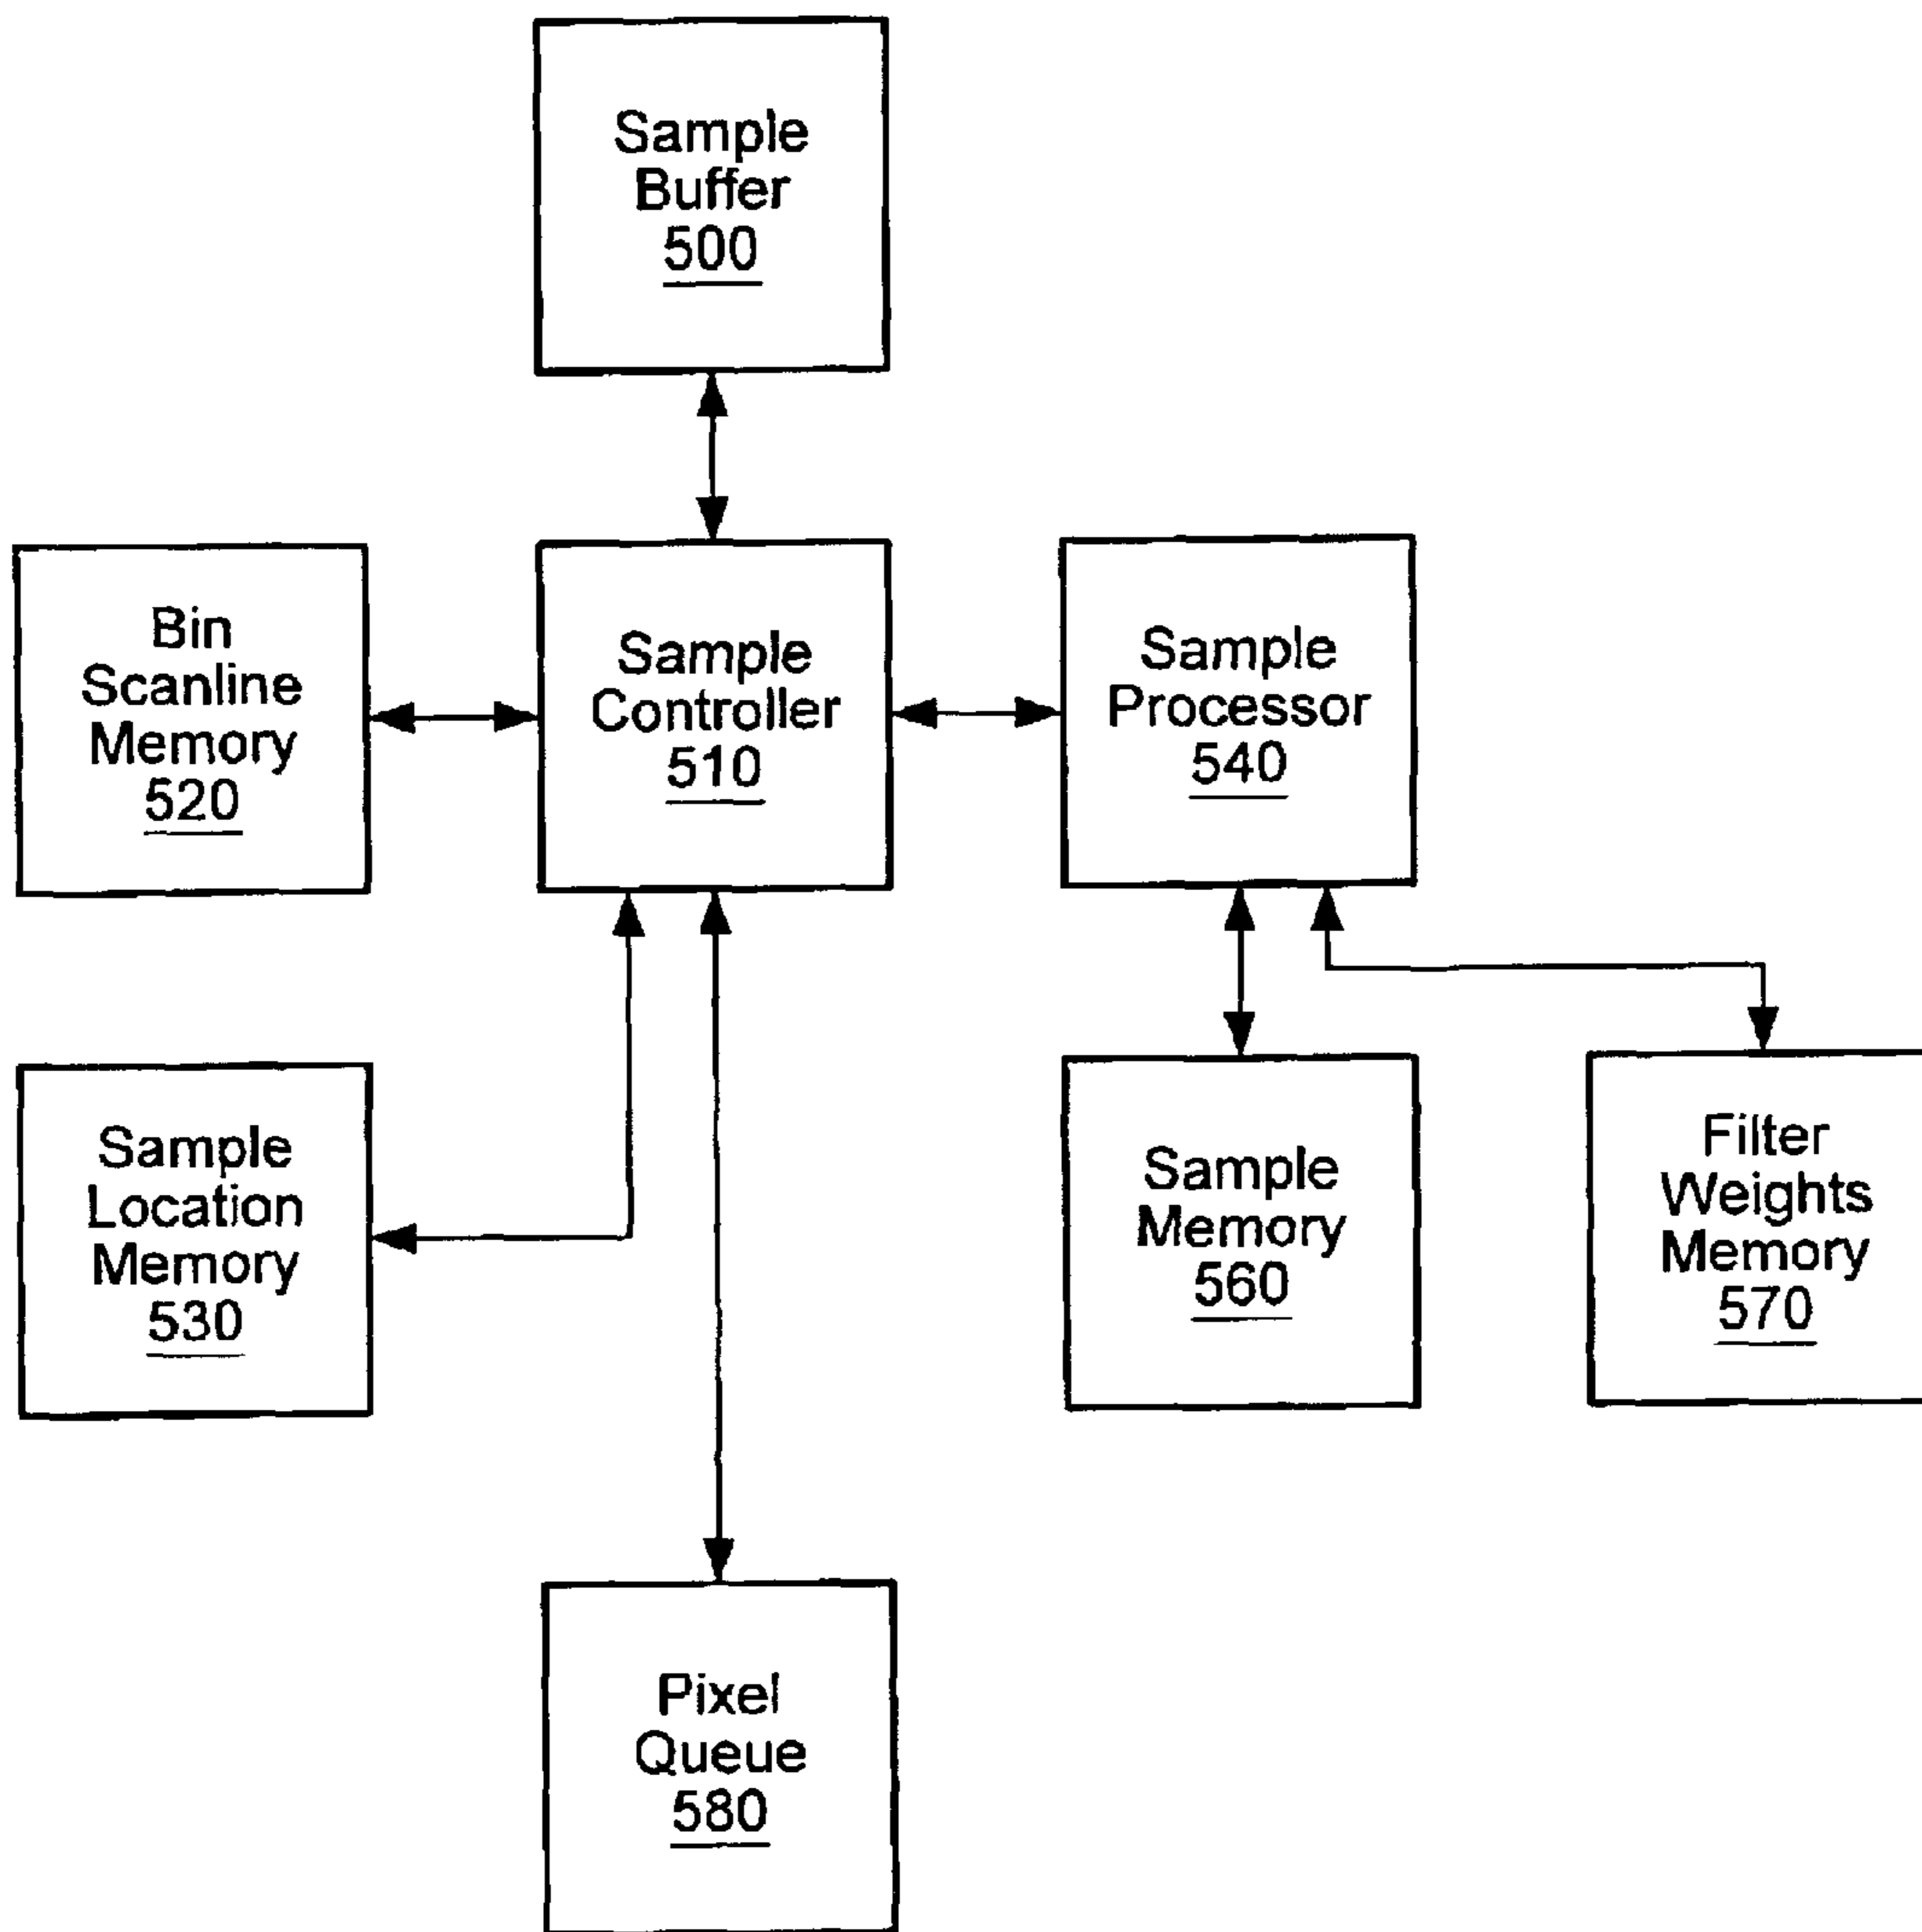 Sample
Buffer
500
Bin
Scanline
Memory
520
Sample
Controller
510
Sample
Processor
540
Sample
Location
Memory
530
Sample
Memory
560
Filter
Weights
Memory
570
Pixel
Queue
580